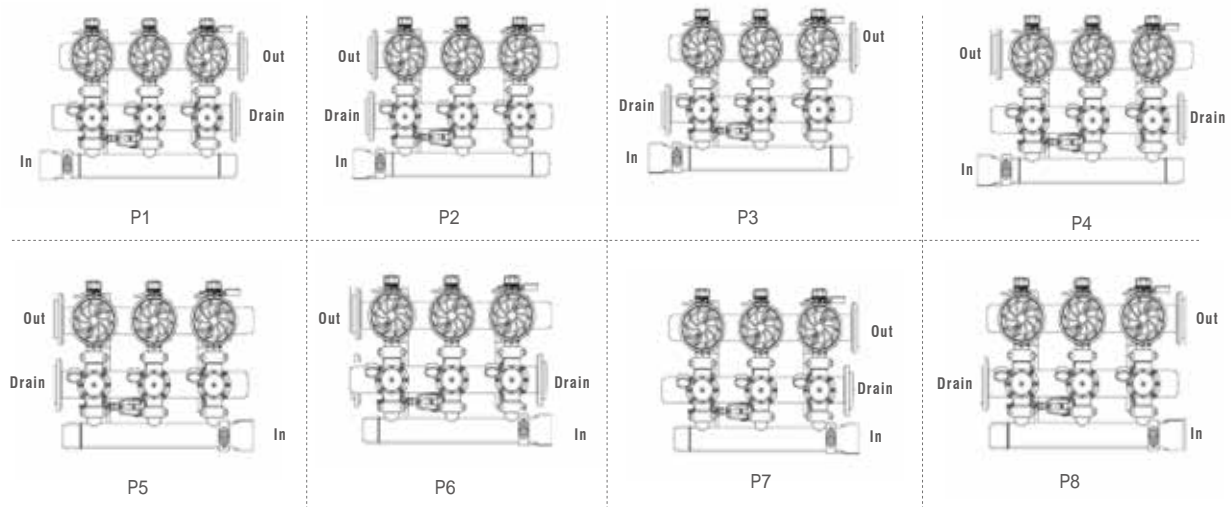 Out
Drain
In
P1
Out
Drain
In
P2
Out
Drain
In
P3
Out
Drain
In
P4
Out
Drain
In
P5
Out
Drain
In
P6
Out
Drain
In
P7
Out
Drain
In
P8